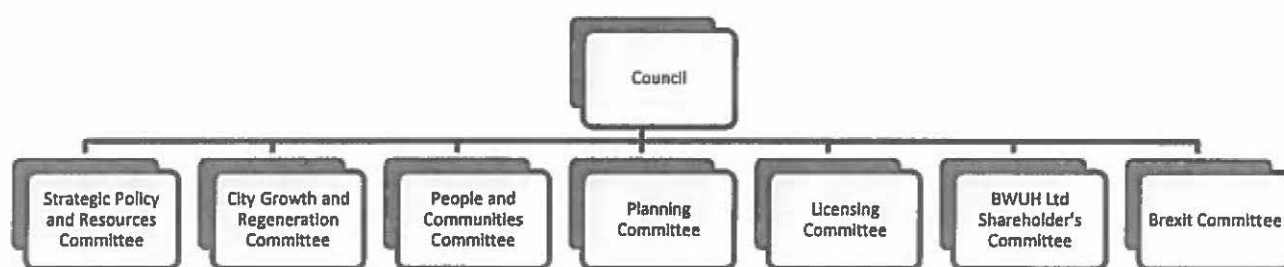 Council
Strategic Policy
and Resources
Committee
City Growth and
Regeneration
Committee
People and
Communities
Committee
Planning
Committee
Licensing
Committee
BWUH Ltd
Shareholder's
Committee
Brexit Committee